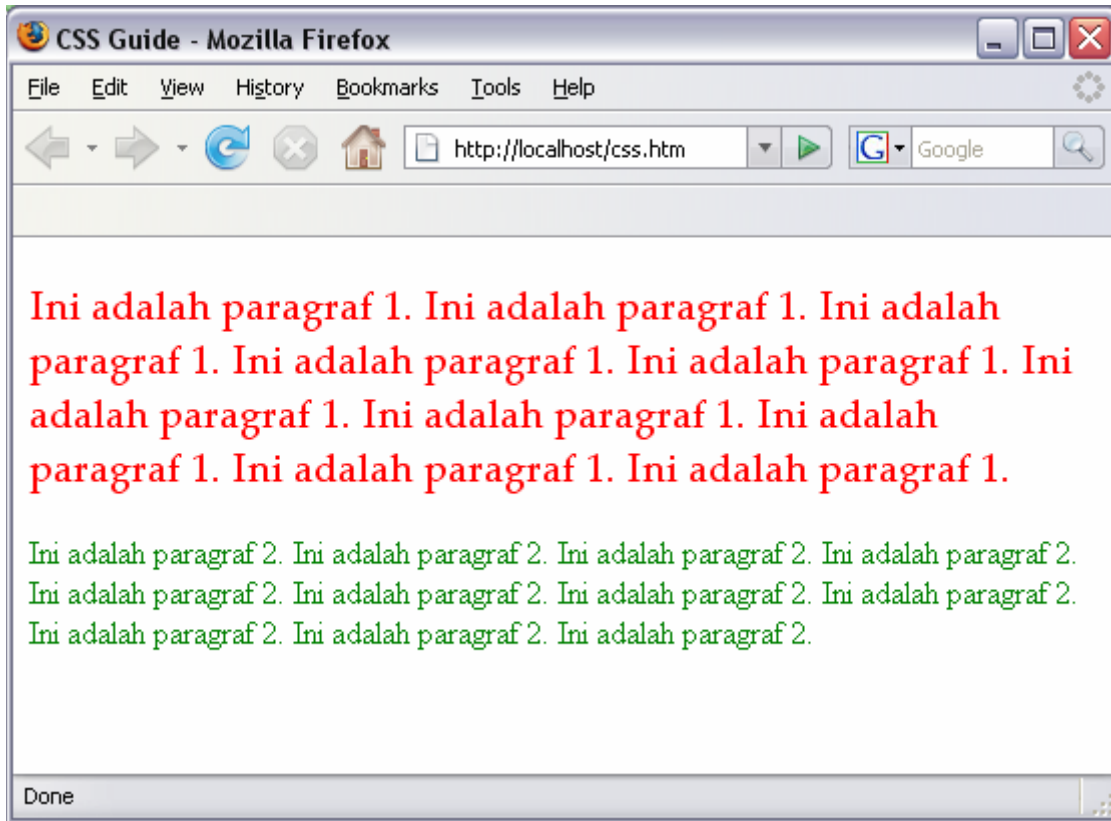 CSS Guide - Mozilla Firefox
File Edit View History Bookmarks Tools Help
http://localhost/css.htm G Google
Ini adalah paragraf 1. Ini adalah paragraf 1. Ini adalah
paragraf 1. Ini adalah paragraf 1. Ini adalah paragraf 1. Ini
adalah paragraf 1. Ini adalah paragraf 1. Ini adalah
paragraf 1. Ini adalah paragraf 1. Ini adalah paragraf 1.
Ini adalah paragraf 2. Ini adalah paragraf 2. Ini adalah paragraf 2. Ini adalah paragraf 2.
Ini adalah paragraf 2. Ini adalah paragraf 2. Ini adalah paragraf 2. Ini adalah paragraf 2.
Ini adalah paragraf 2. Ini adalah paragraf 2. Ini adalah paragraf 2.
Done